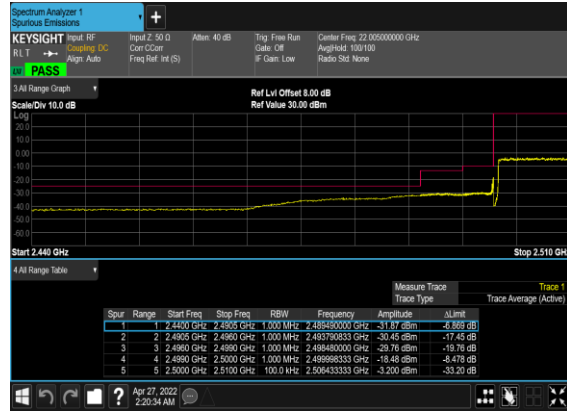 Spectrum Analyzer 1
Spurious Emissions
KEYSIGHT Input: RF Input Z: 50 Ω Atten: 40 dB Trig: Free Run Center Freq: 22.005000000 GHz
RLT Coupling: DC Corr CCorr Gate: Off Avg|Hold: 100/100
Align: Auto Freq Ref: Int (S) IF Gain: Low Radio Std: None
PASS
3 All Range Graph
Ref Lvl Offset 8.00 dB
Scale/Div 10.0 dB Ref Value 30.00 dBm
Log
20.0
10.0
0.00
-10.0
-20.0
-30.0
-40.0
-50.0
-60.0
Start 2.440 GHz Stop 2.510 GH
4 All Range Table
Measure Trace Trace 1
Trace Type Trace Average (Active)
Spur Range Start Freq Stop Freq RBW Frequency Amplitude ΔLimit
1 1 2.4400 GHz 2.4905 GHz 1.000 MHz 2.489490000 GHz -31.87 dBm -6.869 dB
2 2 2.4905 GHz 2.4960 GHz 1.000 MHz 2.493790833 GHz -30.45 dBm -17.45 dB
3 3 2.4960 GHz 2.4990 GHz 1.000 MHz 2.498480000 GHz -29.76 dBm -19.76 dB
4 4 2.4990 GHz 2.5000 GHz 1.000 MHz 2.499998333 GHz -18.48 dBm -8.478 dB
5 5 2.5000 GHz 2.5100 GHz 100.0 kHz 2.506433333 GHz -3.200 dBm -33.20 dB
? Apr 27, 2022
2:20:34 AM